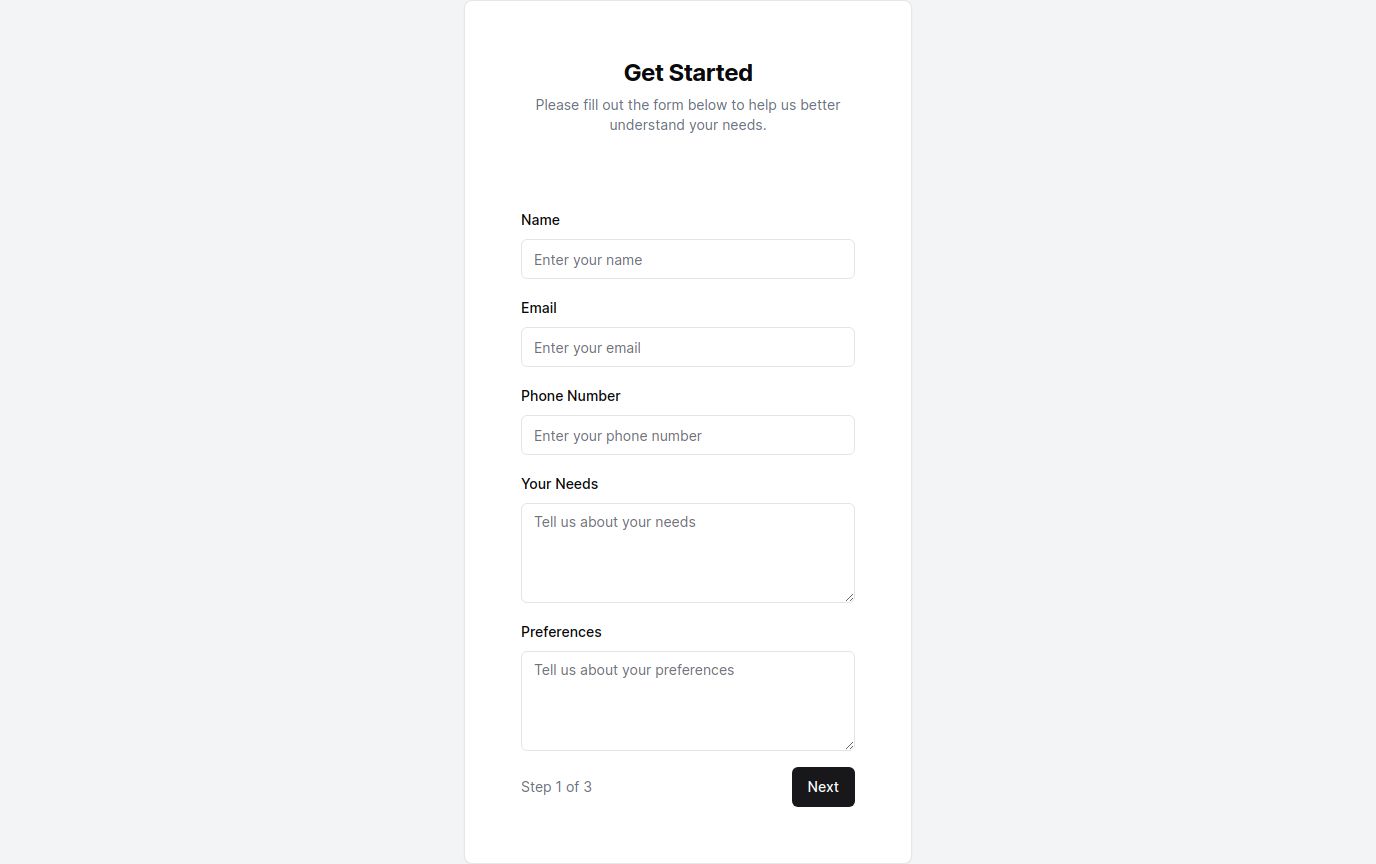 Get Started
Please fill out the form below to help us better
understand your needs.
Name
Enter your name
Email
Enter your email
Phone Number
Enter your phone number
Your Needs
Tell us about your needs
Preferences
Tell us about your preferences
Step 1 of 3
Next